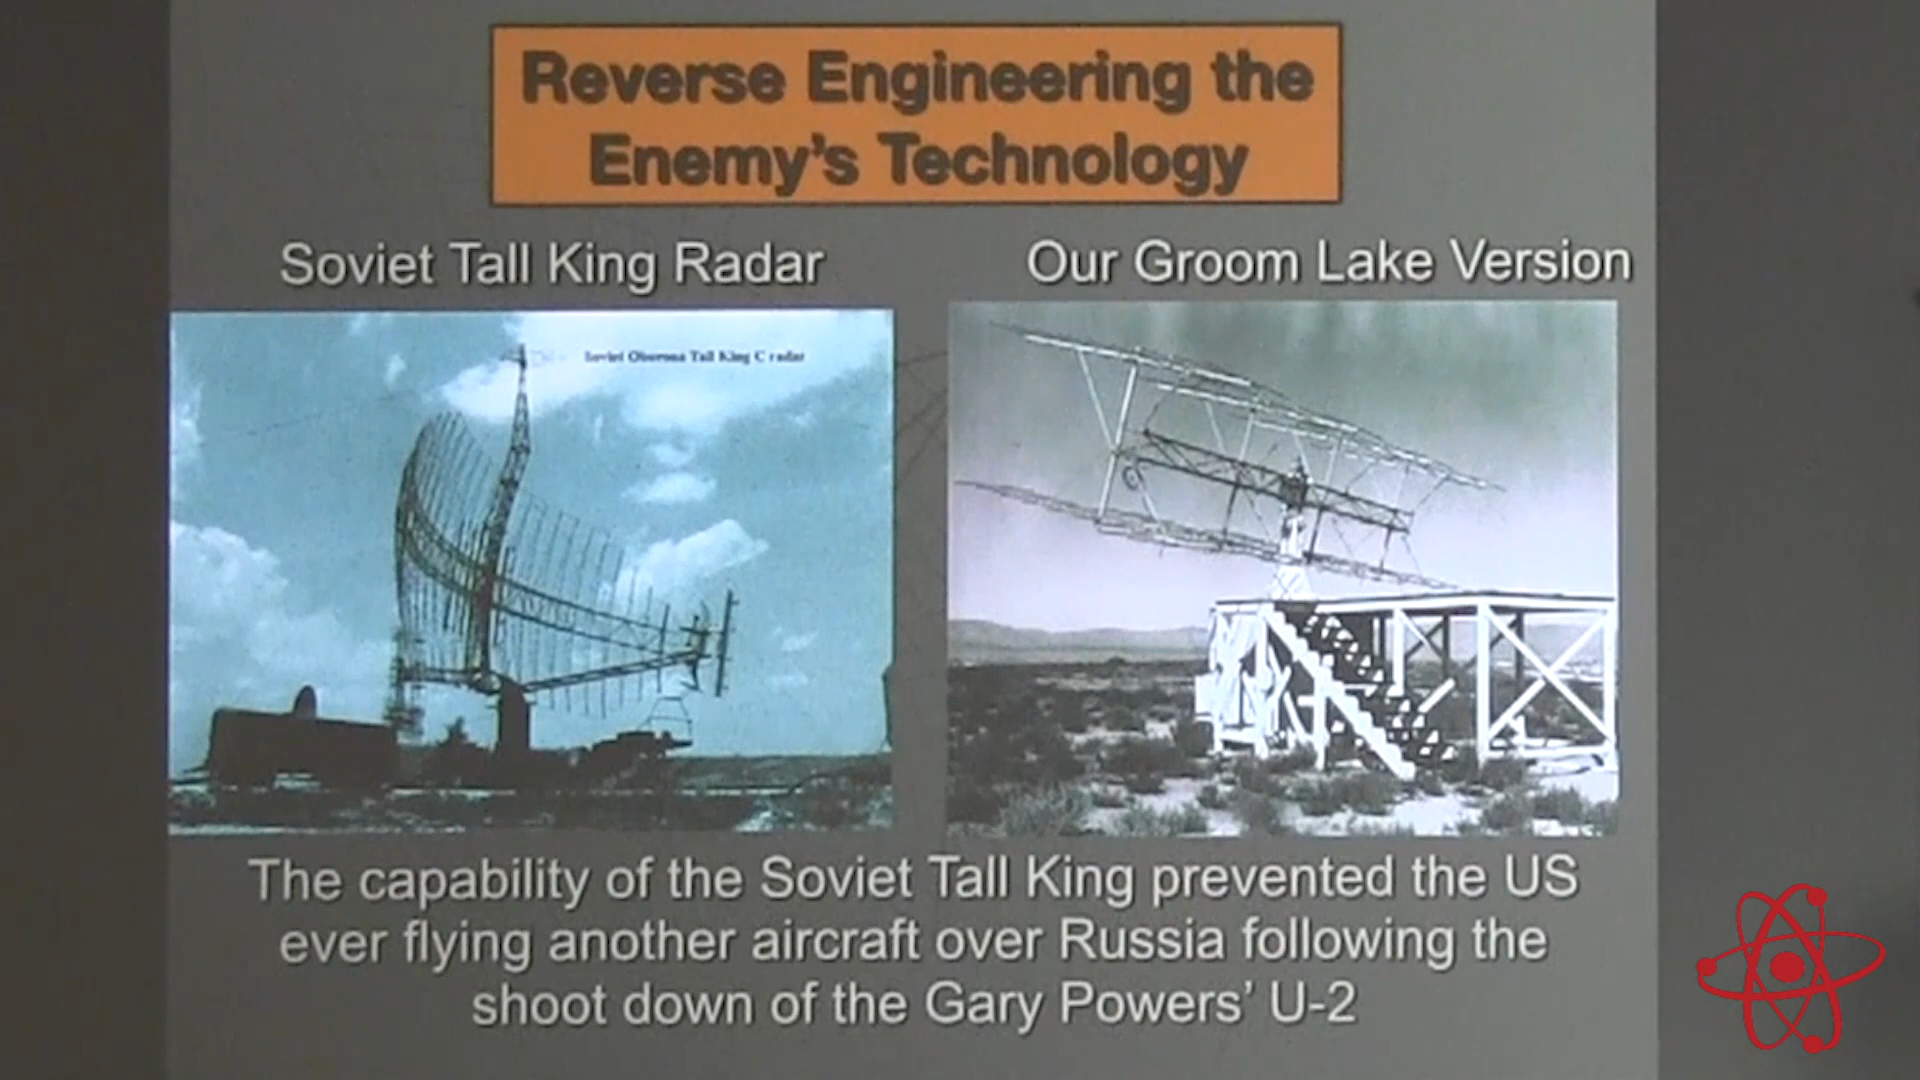 Reverse Engineering the
Enemy's Technology
Soviet Tall King Radar
Our Groom Lake Version
Soviet Oborona Tall King C radar
The capability of the Soviet Tall King prevented the US
ever flying another aircraft over Russia following the
shoot down of the Gary Powers' U-2